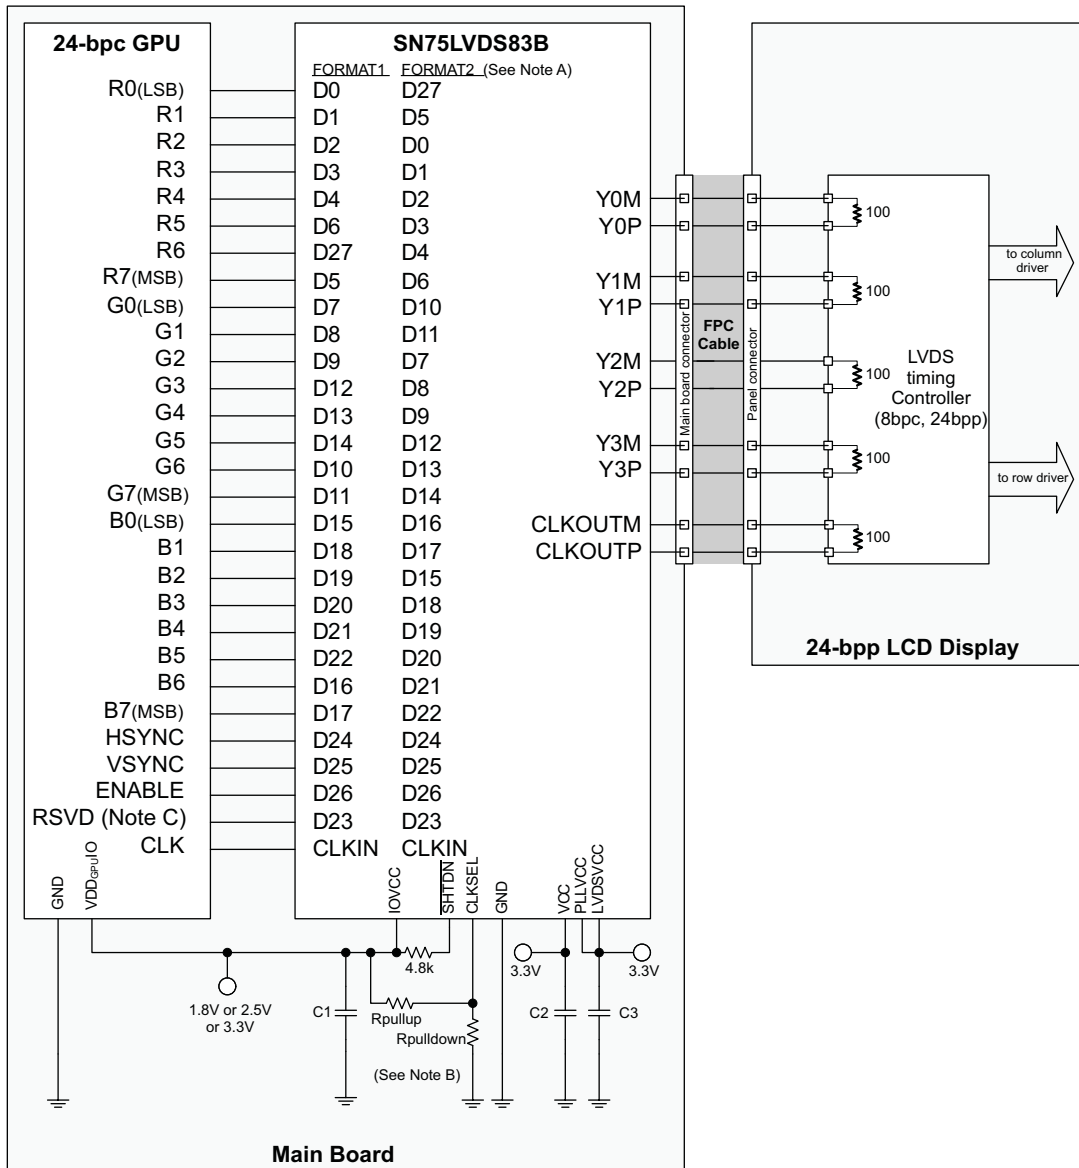 24-bpc GPU
SN75LVDS83B
FORMAT1 FORMAT2 (See Note A)
R0(LSB) D0 D27
R1 D1 D5
R2 D2 D0
R3 D3 D1
R4 D4 D2
R5 D6 D3
R6 D27 D4
R7(MSB) D5 D6
G0(LSB) D7 D10
G1 D8 D11
G2 D9 D7
G3 D12 D8
G4 D13 D9
G5 D14 D12
G6 D10 D13
G7(MSB) D11 D14
B0(LSB) D15 D16
B1 D18 D17
B2 D19 D15
B3 D20 D18
B4 D21 D19
B5 D22 D20
B6 D16 D21
B7(MSB) D17 D22
HSYNC D24 D24
VSYNC D25 D25
ENABLE D26 D26
RSVD (Note C) D23 D23
CLK CLKIN CLKIN
Y0M
Y0P
Y1M
Y1P
Y2M
Y2P
Y3M
Y3P
CLKOUTM
CLKOUTP
Main board connector
FPC
Cable
Panel connector
100
100
100
100
100
LVDS
timing
Controller
(8bpc, 24bpp)
to column
driver
to row driver
24-bpp LCD Display
GND
VDDGPUIO
IOVCC
SHTDN
CLKSEL
GND
VCC
PLLVCC
LVDSVCC
4.8k
3.3V
3.3V
1.8V or 2.5V
or 3.3V
C1
Rpullup
Rpulldown
C2
C3
(See Note B)
Main Board